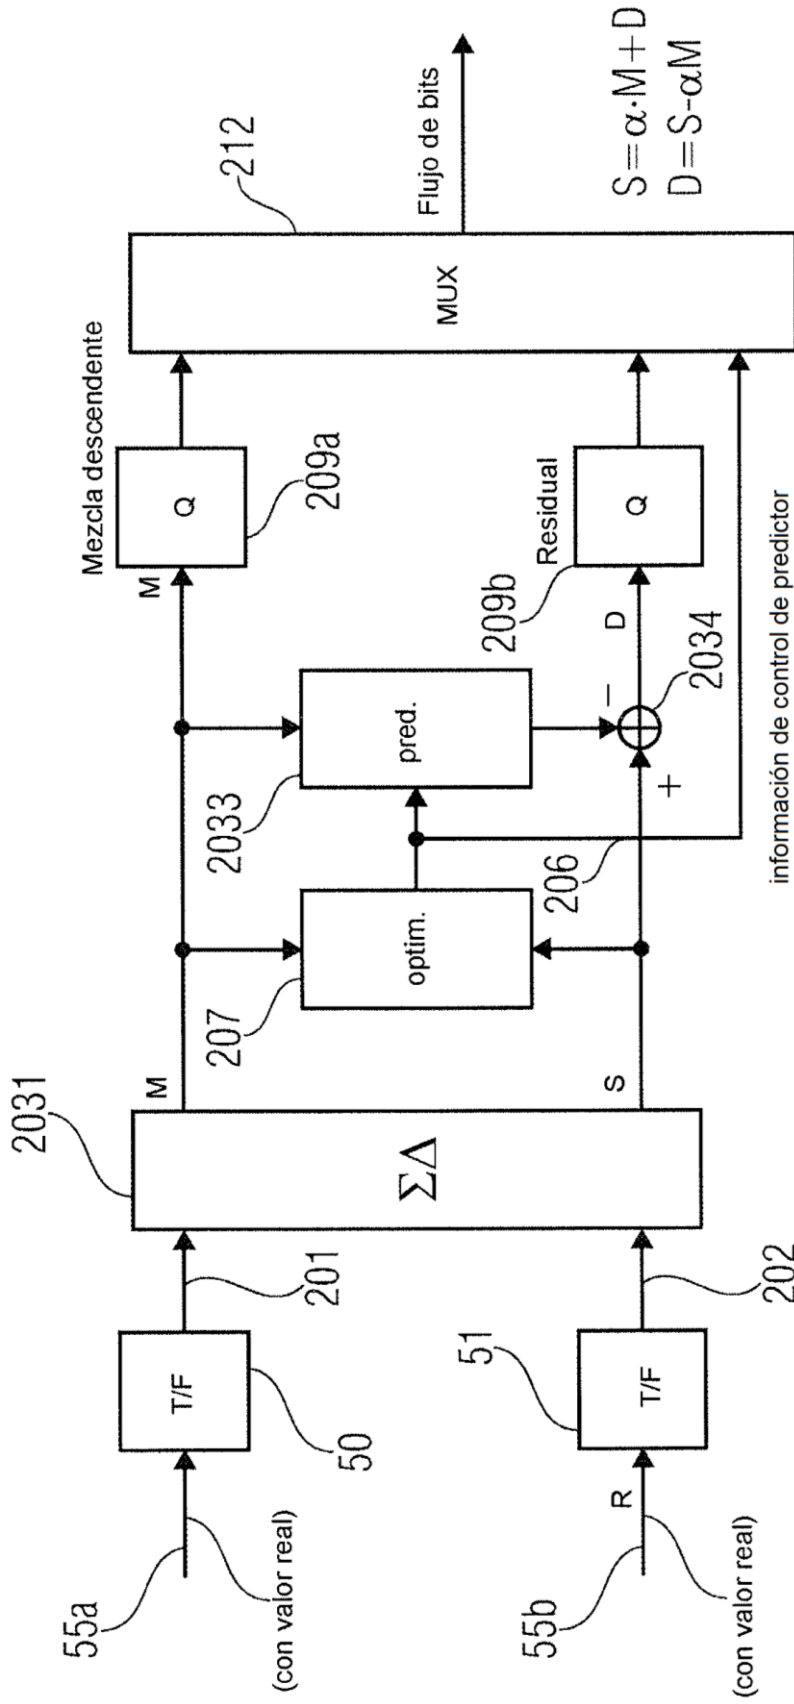 55a
(con valor real)
T/F
50
201
55b
R
(con valor real)
T/F
51
202
2031
ΣΔ
M
S
207
optim.
2033
pred.
206
2034
+
−
D
M
Mezcla descendente
Q
209a
Residual
Q
209b
información de control de predictor
MUX
212
Flujo de bits
S=α·M+D
D=S-αM